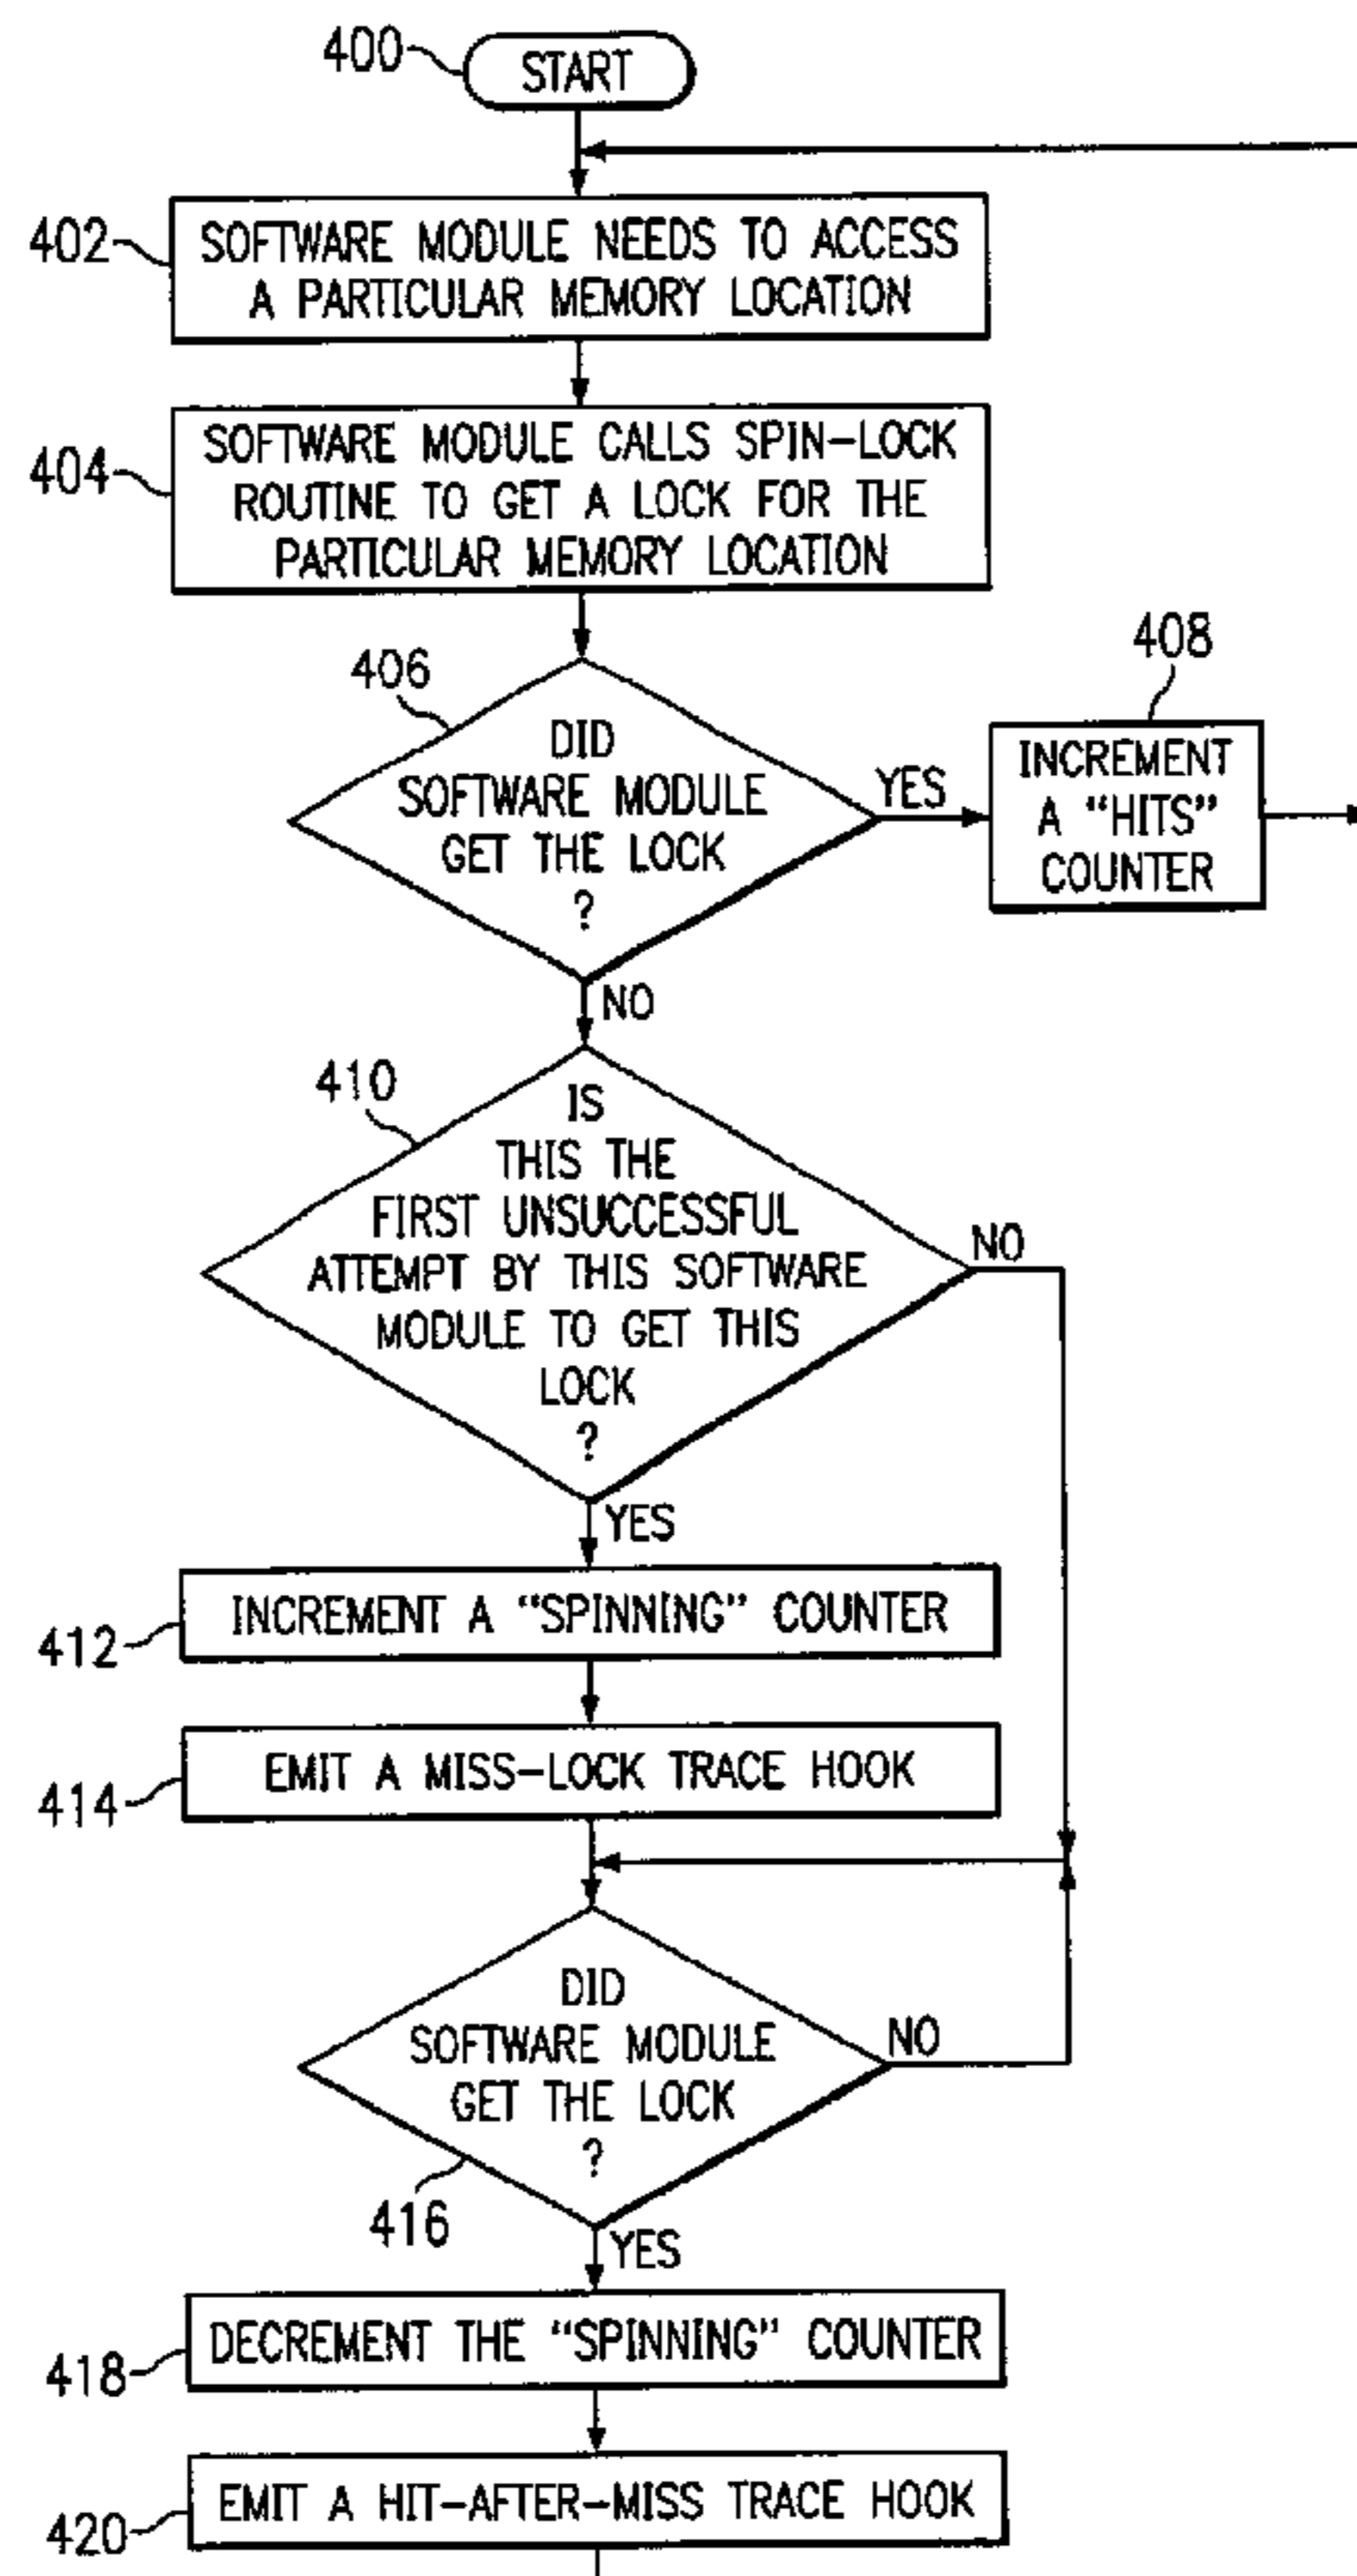 400
START
402
SOFTWARE MODULE NEEDS TO ACCESS
A PARTICULAR MEMORY LOCATION
404
SOFTWARE MODULE CALLS SPIN-LOCK
ROUTINE TO GET A LOCK FOR THE
PARTICULAR MEMORY LOCATION
406
DID
SOFTWARE MODULE
GET THE LOCK
?
YES
408
INCREMENT
A "HITS"
COUNTER
NO
410
IS
THIS THE
FIRST UNSUCCESSFUL
ATTEMPT BY THIS SOFTWARE
MODULE TO GET THIS
LOCK
?
NO
YES
412
INCREMENT A "SPINNING" COUNTER
414
EMIT A MISS-LOCK TRACE HOOK
DID
SOFTWARE MODULE
GET THE LOCK
?
NO
416
YES
418
DECREMENT THE "SPINNING" COUNTER
420
EMIT A HIT-AFTER-MISS TRACE HOOK